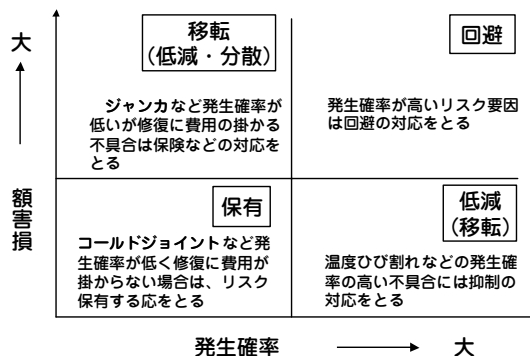 大
移転
(低減・分散)
ジャンカなど発生確率が
低いが修復に費用の掛かる
不具合は保険などの対応を
とる
回避
発生確率が高いリスク要因
は回避の対応をとる
額害損
保有
コールドジョイントなど発
生確率が低く修復に費用が
掛からない場合は、リスク
保有する応をとる
低減
(移転)
温度ひび割れなどの発生確
率の高い不具合には抑制の
対応をとる
発生確率
大